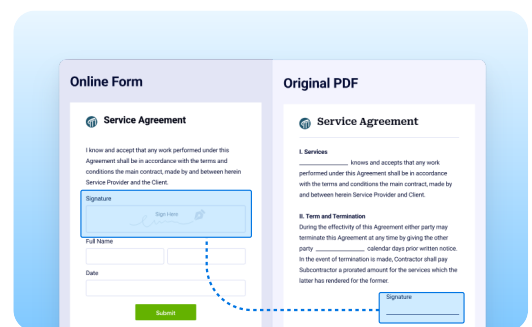 Online Form
Service Agreement
I know and accept that any work performed under this
Agreement shall be in accordance with the terms and
conditions the main contract, made by and between herein
Service Provider and the Client.
Signature
Sign Here
Full Name
Date
Submit
Original PDF
Service Agreement
I. Services
____________ knows and accepts that any work
performed under this Agreement shall be in accordance
with the terms and conditions the main contract, made by
and between herein Service Provider and Client.
II. Term and Termination
During the effectivity of this Agreement either party may
terminate this Agreement at any time by giving the other
party ____________ calendar days prior written notice.
In the event of termination is made, Contractor shall pay
Subcontractor a prorated amount for the services which the
latter has rendered for the former.
Signature